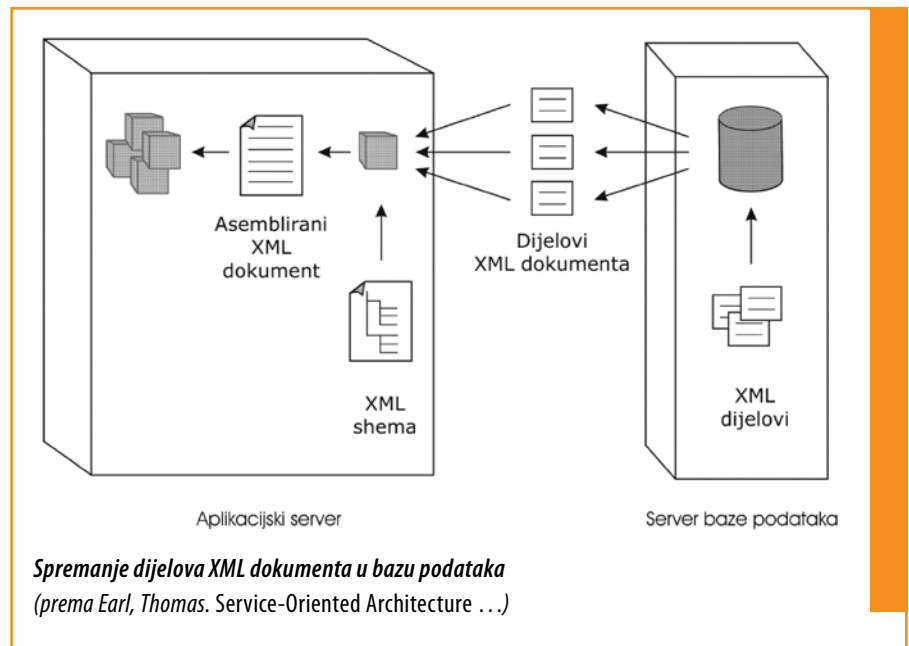 Asemblirani
XML
dokument
Dijelovi
XML dokumenta
XML
shema
XML
dijelovi
Aplikacijski server
Server baze podataka
Spremanje dijelova XML dokumenta u bazu podataka
(prema Earl, Thomas. Service-Oriented Architecture …)